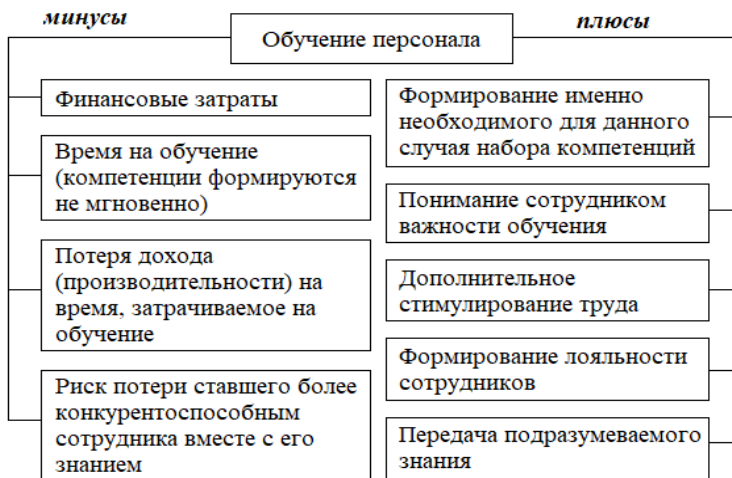 минусы
Обучение персонала
плюсы
Финансовые затраты
Время на обучение
(компетенции формируются
не мгновенно)
Потеря дохода
(производительности) на
время, затрачиваемое на
обучение
Риск потери ставшего более
конкурентоспособным
сотрудника вместе с его
знанием
Формирование именно
необходимого для данного
случая набора компетенций
Понимание сотрудником
важности обучения
Дополнительное
стимулирование труда
Формирование лояльности
сотрудников
Передача подразумеваемого
знания